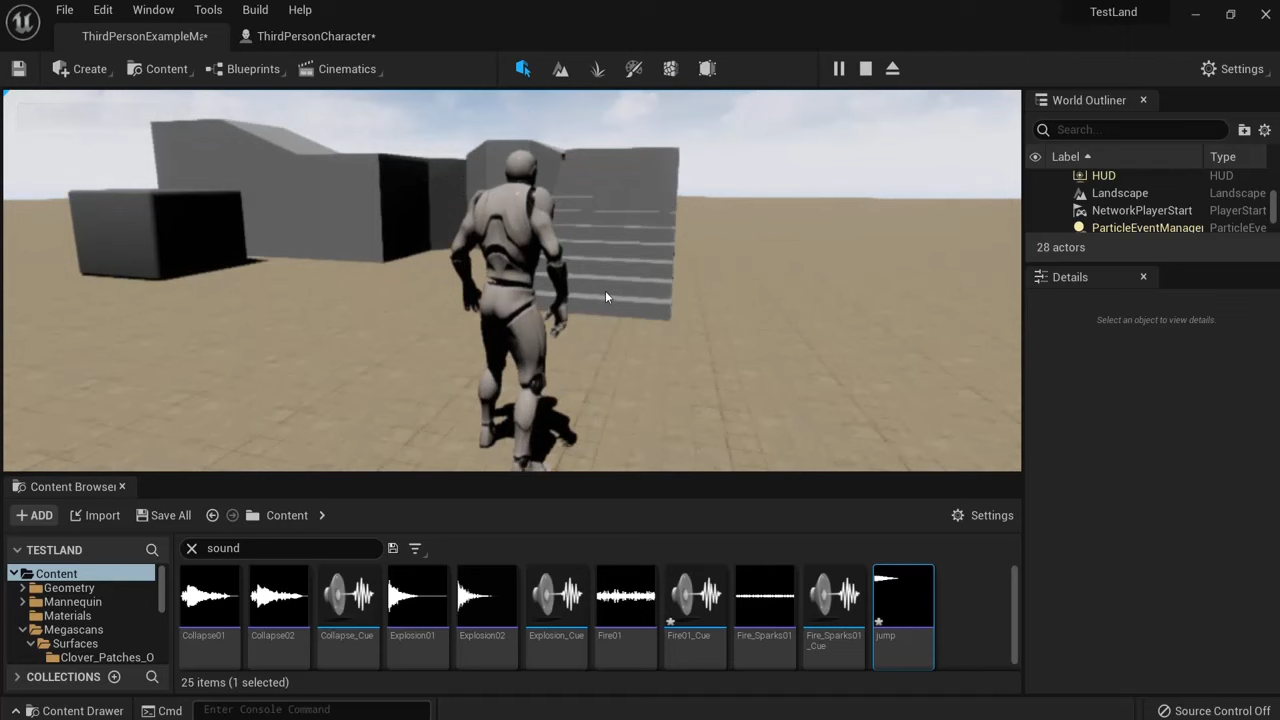 File Edit Window Tools Build Help
TestLand
ThirdPersonExampleMa* ThirdPersonCharacter*
Create Content Blueprints Cinematics Settings
World Outliner
Search...
Label Type
HUD HUD
Landscape Landscape
NetworkPlayerStart PlayerStart
ParticleEventManager ParticleEve
28 actors
Details
Select an object to view details.
Content Browser
+ ADD Import Save All Content Settings
TESTLAND
sound
Content
Geometry
Mannequin
Materials
Megascans
Surfaces
Clover_Patches_O
Collapse01 Collapse02 Collapse_Cue Explosion01 Explosion02 Explosion_Cue Fire01 Fire01_Cue Fire_Sparks01 Fire_Sparks01 jump
_Cue
COLLECTIONS
25 items (1 selected)
Content Drawer Cmd Enter Console Command Source Control Off